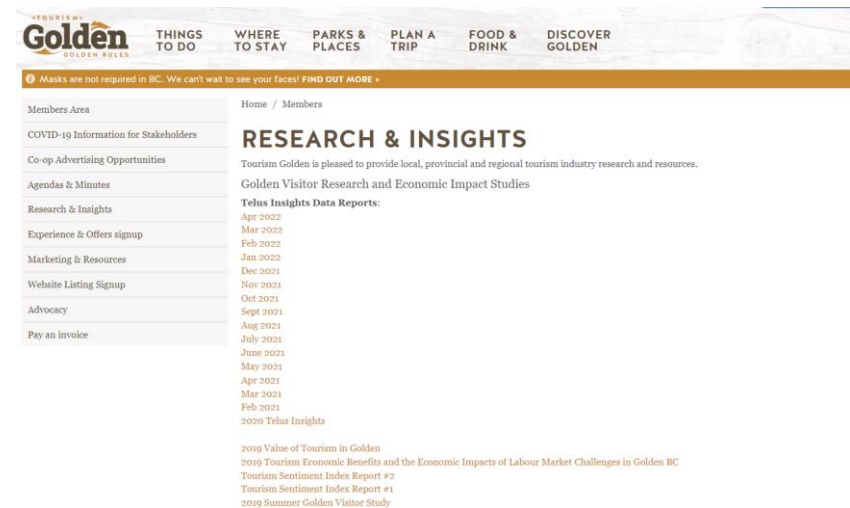 TOURISM
Golden
GOLDEN RULES
THINGS TO DO
WHERE TO STAY
PARKS & PLACES
PLAN A TRIP
FOOD & DRINK
DISCOVER GOLDEN
Masks are not required in BC. We can't wait to see your faces! FIND OUT MORE »
Members Area
COVID-19 Information for Stakeholders
Co-op Advertising Opportunities
Agendas & Minutes
Research & Insights
Experience & Offers signup
Marketing & Resources
Website Listing Signup
Advocacy
Pay an invoice
Home / Members
RESEARCH & INSIGHTS
Tourism Golden is pleased to provide local, provincial and regional tourism industry research and resources.
Golden Visitor Research and Economic Impact Studies
Telus Insights Data Reports:
Apr 2022
Mar 2022
Feb 2022
Jan 2022
Dec 2021
Nov 2021
Oct 2021
Sept 2021
Aug 2021
July 2021
June 2021
May 2021
Apr 2021
Mar 2021
Feb 2021
2020 Telus Insights
2019 Value of Tourism in Golden
2019 Tourism Economic Benefits and the Economic Impacts of Labour Market Challenges in Golden BC
Tourism Sentiment Index Report #2
Tourism Sentiment Index Report #1
2019 Summer Golden Visitor Study